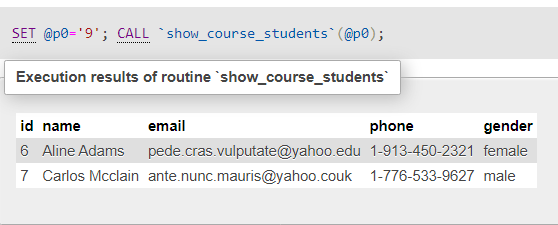 SET @p0='9'; CALL `show_course_students`(@p0);
Execution results of routine `show_course_students`
id name email phone gender
6 Aline Adams pede.cras.vulputate@yahoo.edu 1-913-450-2321 female
7 Carlos Mcclain ante.nunc.mauris@yahoo.couk 1-776-533-9627 male